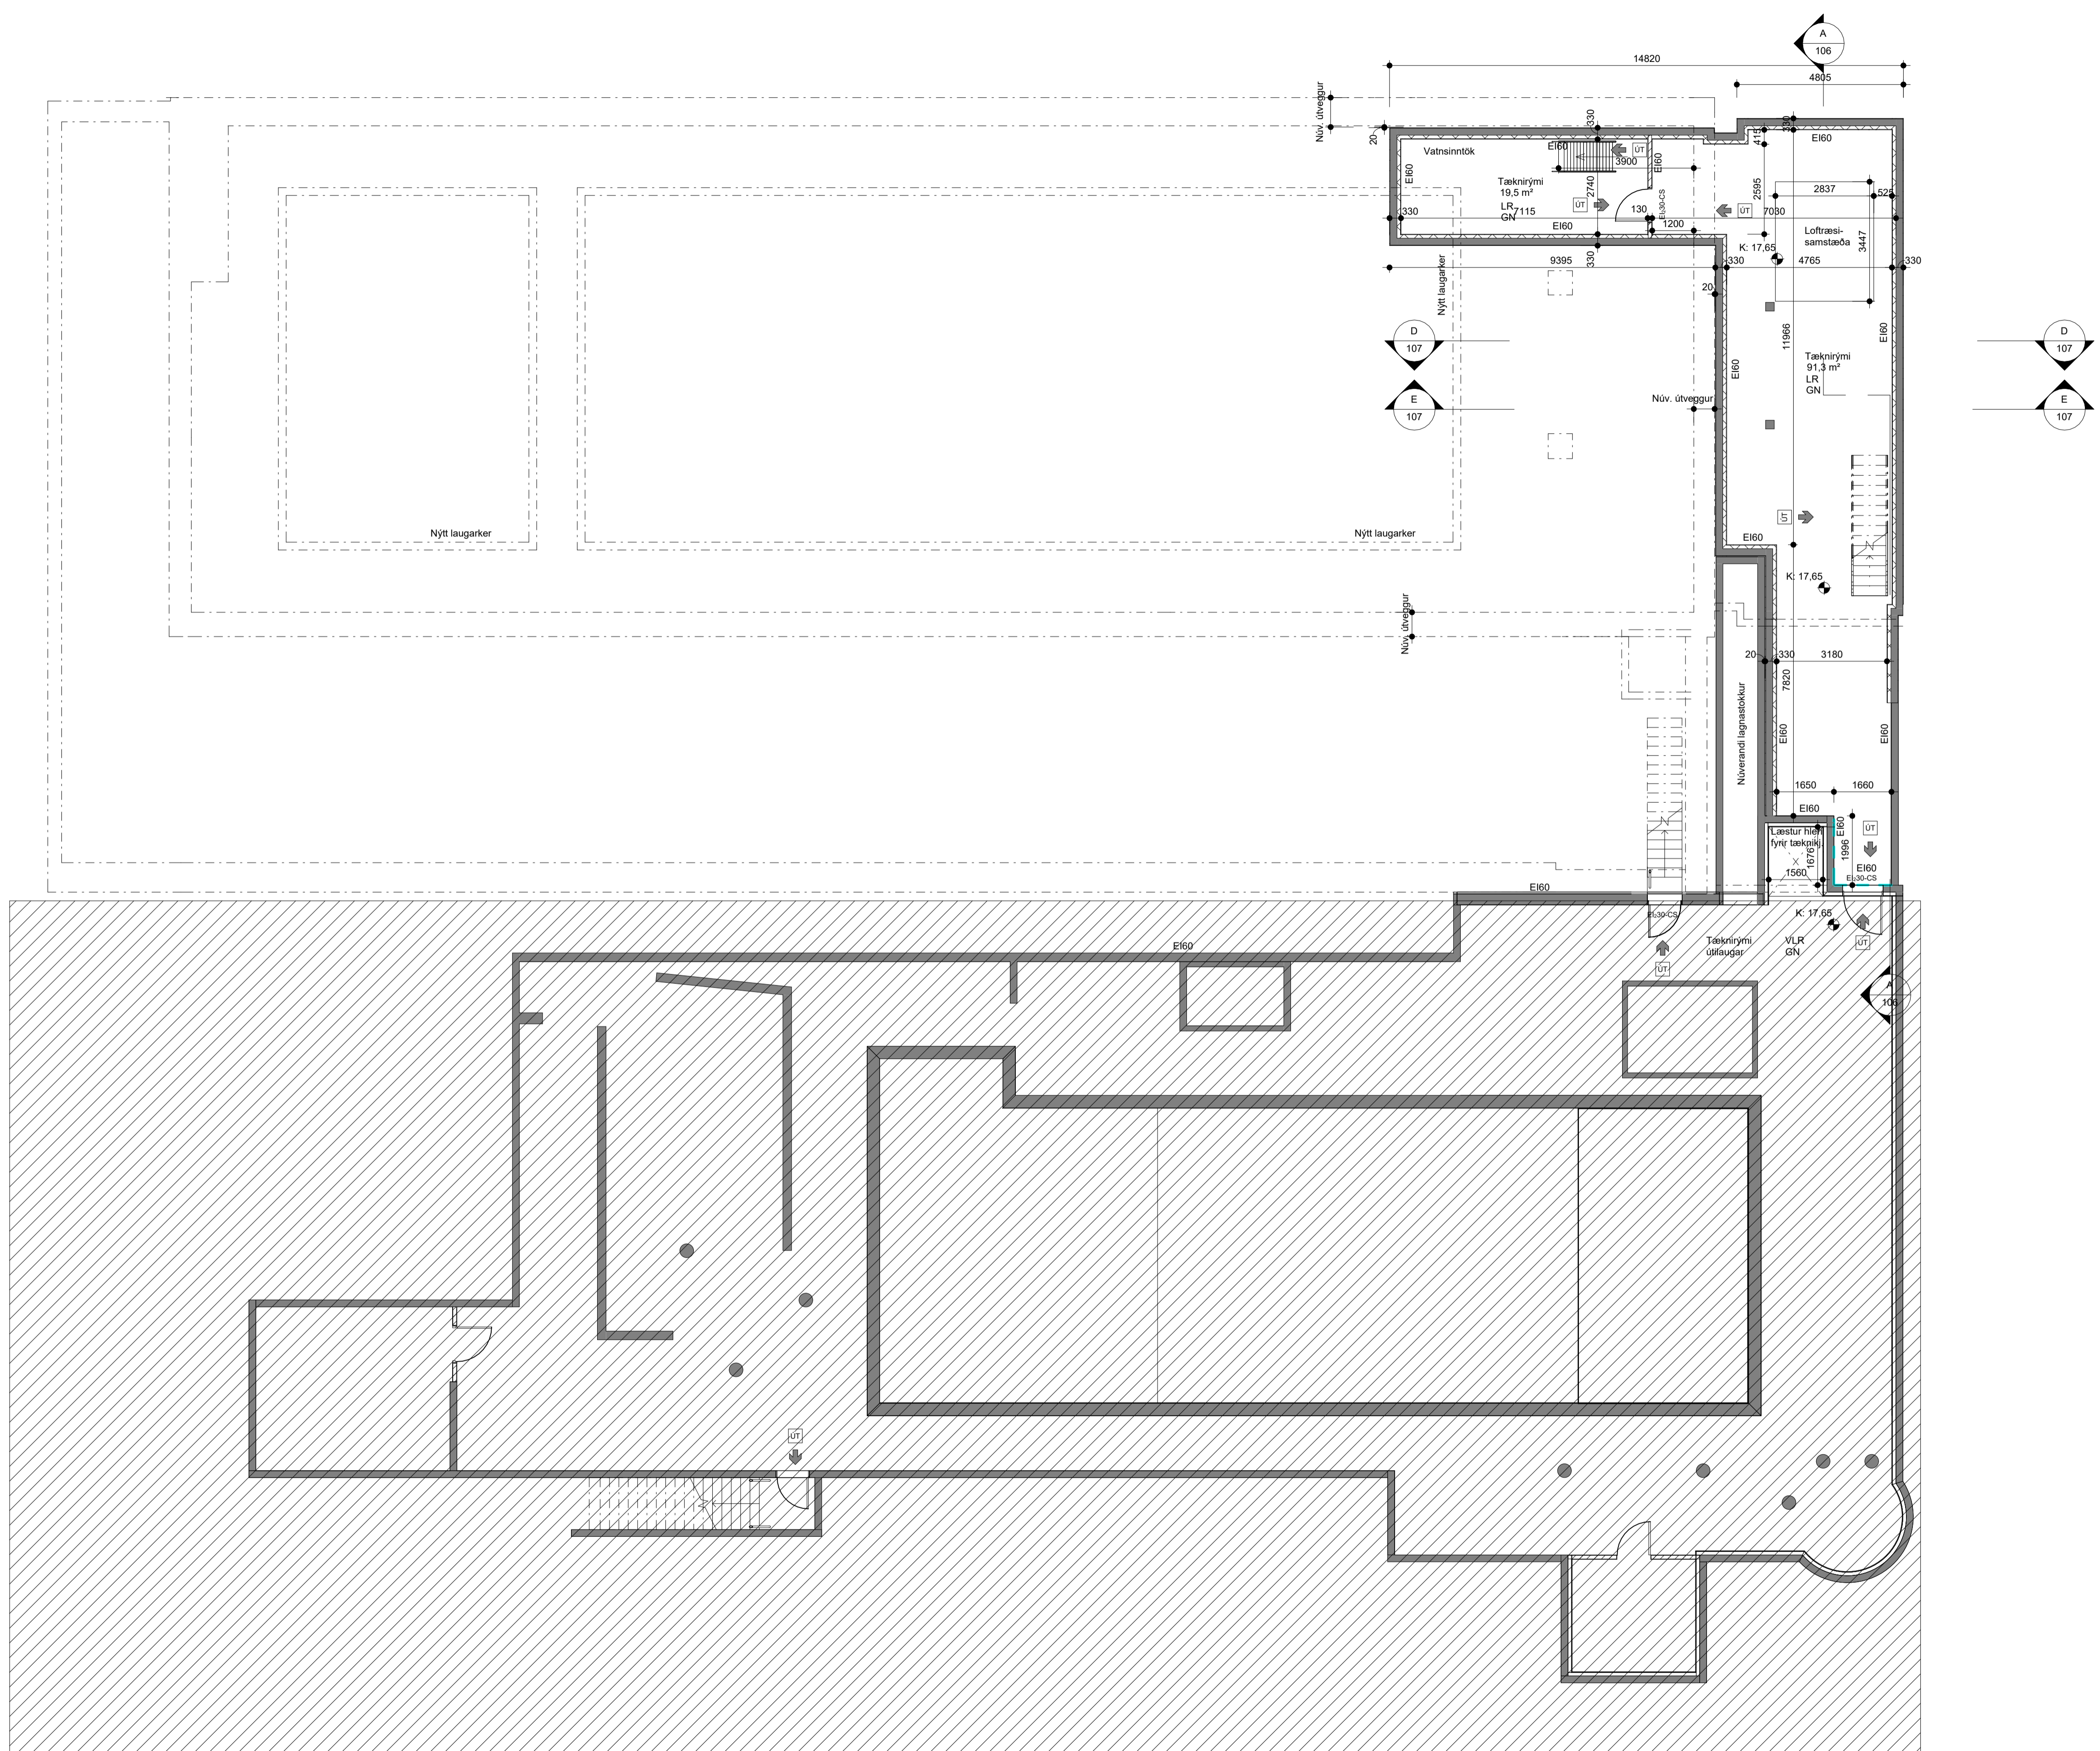 A
106
14820
4805
Núv. útveggur
20
330
330
415
EI60
EI60
Vatnsinntök
ÚT
3900
EI60
EI60
Tæknirými
19,5 m²
LR
GN
2740
ÚT
EI₂30-CS
2595
2837
525
330
7115
130
1200
ÚT
7030
EI60
Loftræsi-
samstæða
3447
K: 17,65
9395
330
330
4765
330
20
Nýtt laugarker
D
107
D
107
11966
EI60
EI60
Tæknirými
91,3 m²
LR
GN
E
107
Núv. útveggur
E
107
ÚT
Nýtt laugarker
Nýtt laugarker
EI60
K: 17,65
Núv. útveggur
20
330
3180
7820
Núverandi lagnastokkur
EI60
EI60
1650
1660
EI60
Læstur hleri
fyrir tæknikj.
EI60
ÚT
1676
1996
1560
EI60
EI₂30-CS
EI60
EI₂30-CS
K: 17,65
Tæknirými
útilaugar
VLR
GN
ÚT
EI60
ÚT
A
106
ÚT